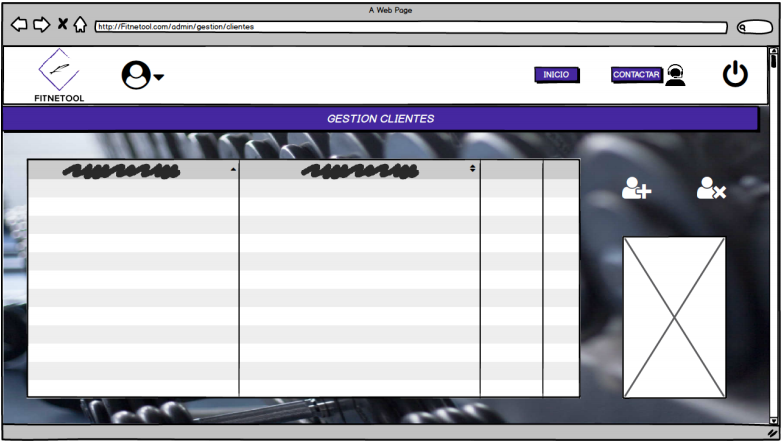 A Web Page
http://Fitnetool.com/admin/gestion/clientes
FITNETOOL
INICIO
CONTACTAR
GESTION CLIENTES